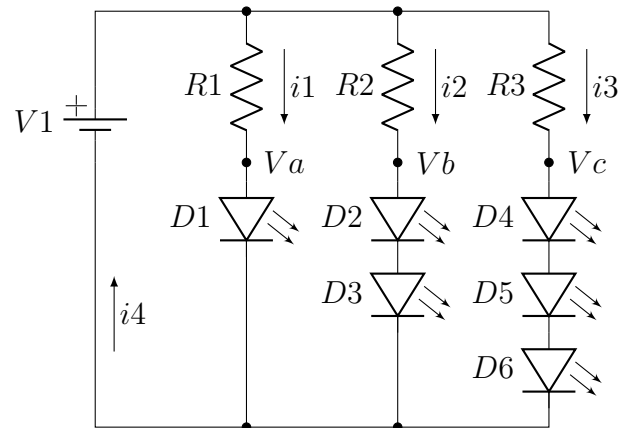 R1 i1 R2 i2 R3 i3
+
V1
Va Vb Vc
D1 D2 D4
D3 D5
i4
D6